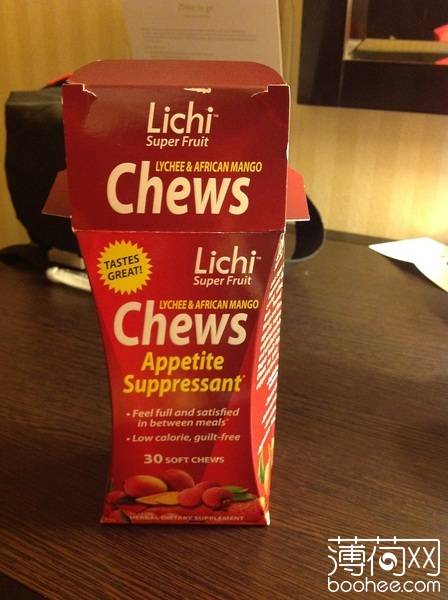 Lichi™
Super Fruit
LYCHEE & AFRICAN MANGO
Chews
TASTES
GREAT!
Lichi™
Super Fruit
LYCHEE & AFRICAN MANGO
Chews
Appetite
Suppressant*
• Feel full and satisfied
in between meals*
• Low calorie, guilt-free
30 SOFT CHEWS
HERBAL DIETARY SUPPLEMENT
薄荷网
boohee.com